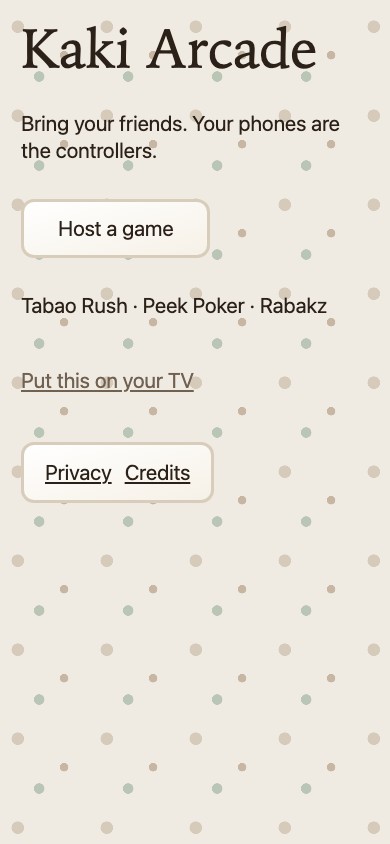 Kaki Arcade
Bring your friends. Your phones are
the controllers.
Host a game
Tabao Rush · Peek Poker · Rabakz
Put this on your TV
Privacy Credits